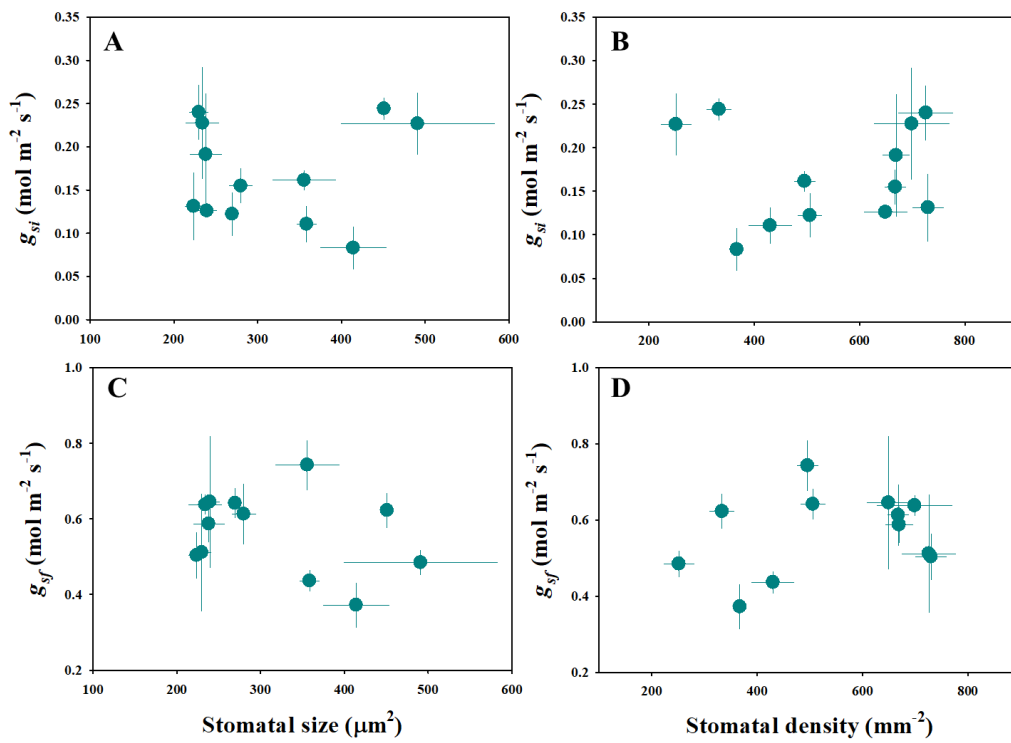 A
g_si (mol m⁻² s⁻¹)
0.35
0.30
0.25
0.20
0.15
0.10
0.05
0.00
100 200 300 400 500 600
B
g_si (mol m⁻² s⁻¹)
0.35
0.30
0.25
0.20
0.15
0.10
0.05
0.00
200 400 600 800
C
g_sf (mol m⁻² s⁻¹)
1.0
0.8
0.6
0.4
0.2
100 200 300 400 500 600
Stomatal size (μm²)
D
g_sf (mol m⁻² s⁻¹)
1.0
0.8
0.6
0.4
0.2
200 400 600 800
Stomatal density (mm⁻²)